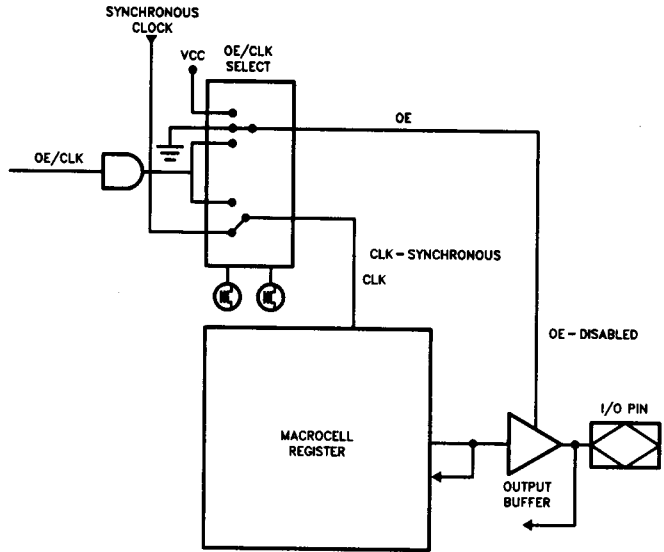 SYNCHRONOUS
CLOCK
VCC
OE/CLK
SELECT
OE
OE/CLK
CLK-SYNCHRONOUS
CLK
OE-DISABLED
I/O PIN
MACROCELL
REGISTER
OUTPUT
BUFFER